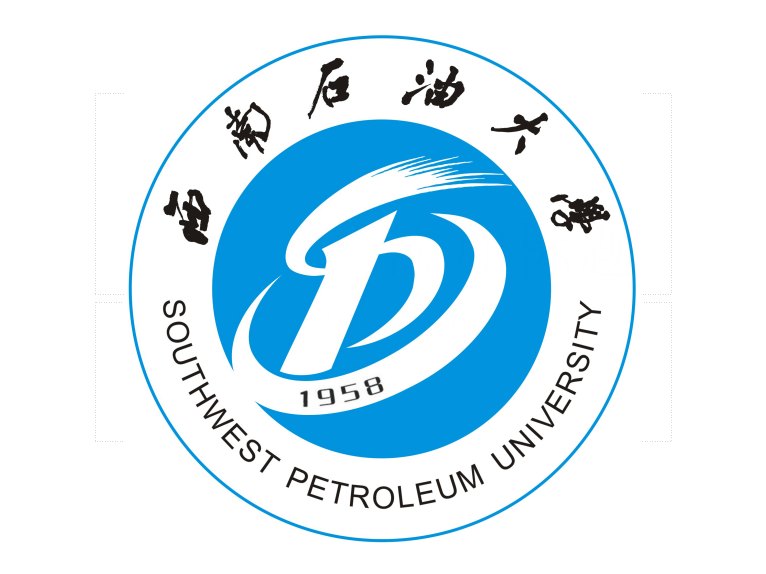 西南石油大學
1958
SOUTHWEST PETROLEUM UNIVERSITY